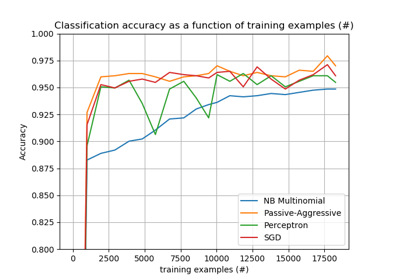 Classification accuracy as a function of training examples (#)
1.000
0.975
0.950
0.925
0.900
0.875
0.850
0.825
0.800
Accuracy
NB Multinomial
Passive-Aggressive
Perceptron
SGD
0 2500 5000 7500 10000 12500 15000 17500
training examples (#)